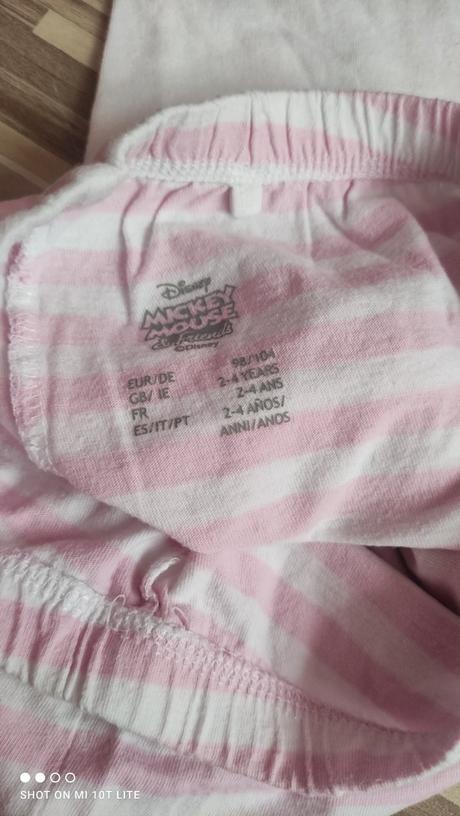 Disney
MICKEY
MOUSE
& Friends
©Disney
EUR/DE 98/104
GB/ IE 2-4 YEARS
FR 2-4 ANS
ES/IT/PT 2-4 AÑOS/
ANNI/ANOS
SHOT ON MI 10T LITE